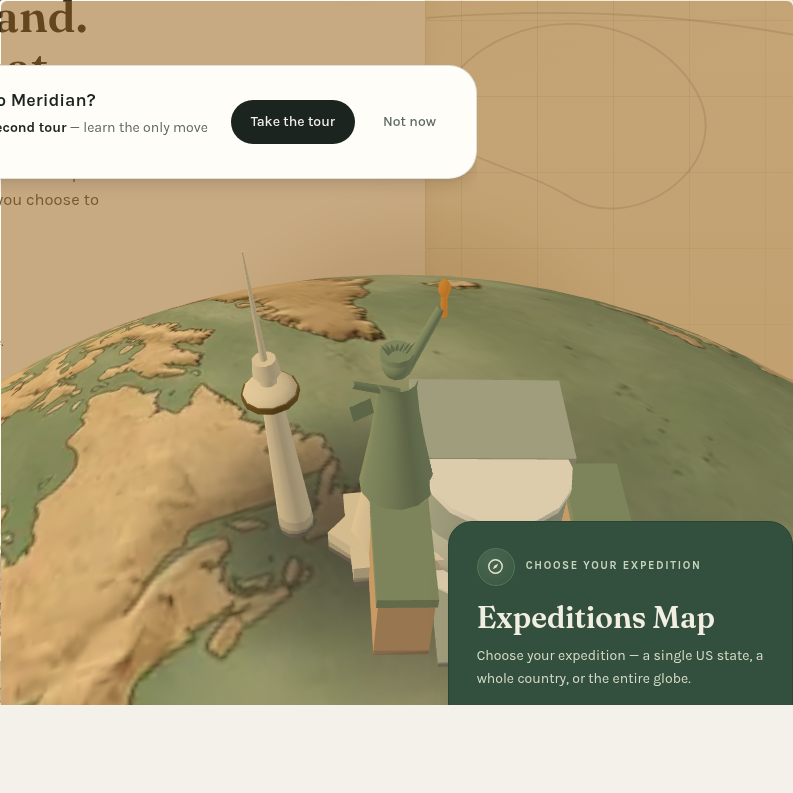 and.
Meridian?
tour — learn the only move
Take the tour
Not now
you choose to
CHOOSE YOUR EXPEDITION
Expeditions Map
Choose your expedition — a single US state, a
whole country, or the entire globe.